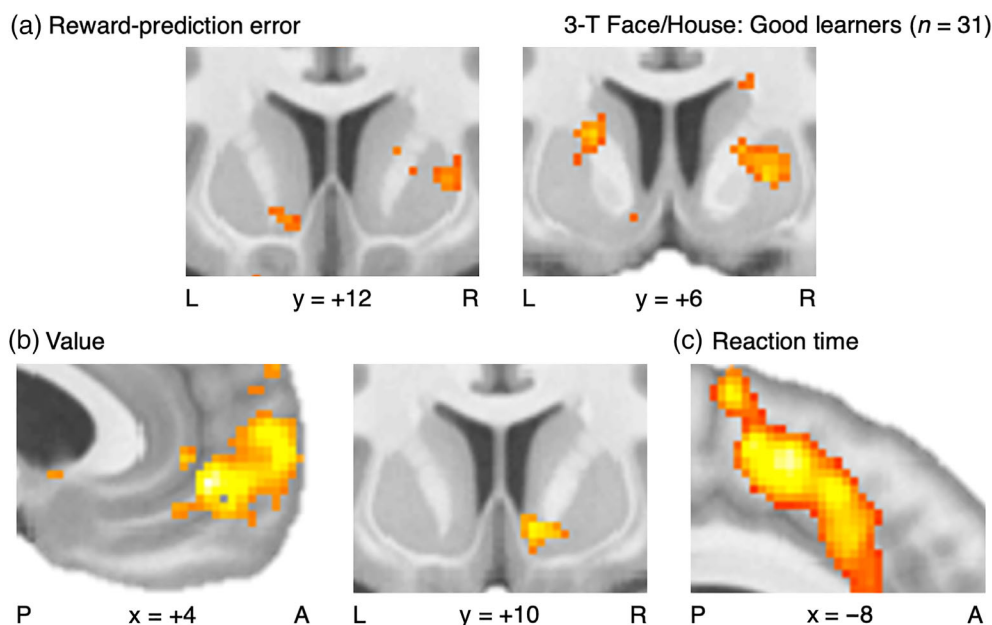 (a) Reward-prediction error
3-T Face/House: Good learners (n = 31)
L y = +12 R
L y = +6 R
(b) Value
(c) Reaction time
P x = +4 A
L y = +10 R
P x = −8 A